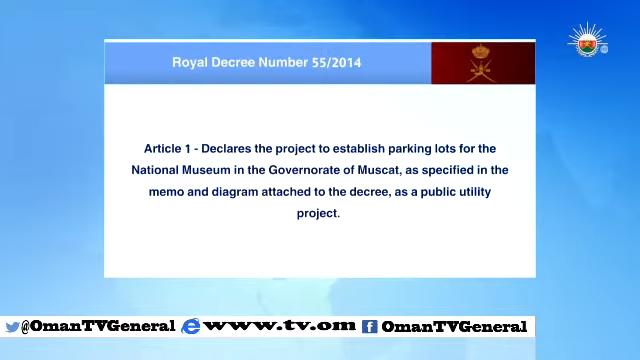 Royal Decree Number 55/2014
Article 1 - Declares the project to establish parking lots for the
National Museum in the Governorate of Muscat, as specified in the
memo and diagram attached to the decree, as a public utility
project.
@OmanTVGeneral www.tv.om OmanTVGeneral